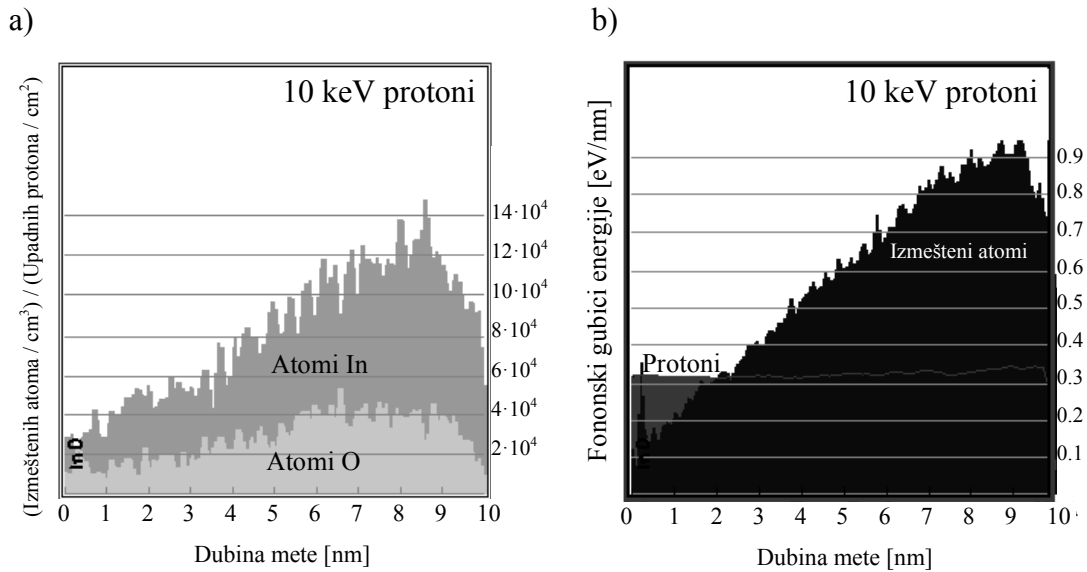 a)
10 keV protoni
(Izmeštenih atoma / cm³) / (Upadnih protona / cm²)
14·10⁴
12·10⁴
10·10⁴
8·10⁴
6·10⁴
4·10⁴
2·10⁴
Atomi In
Atomi O
0 1 2 3 4 5 6 7 8 9 10
Dubina mete [nm]
b)
10 keV protoni
Fononski gubici energije [eV/nm]
0.9
0.8
0.7
0.6
0.5
0.4
0.3
0.2
0.1
Izmešteni atomi
Protoni
0 1 2 3 4 5 6 7 8 9 10
Dubina mete [nm]